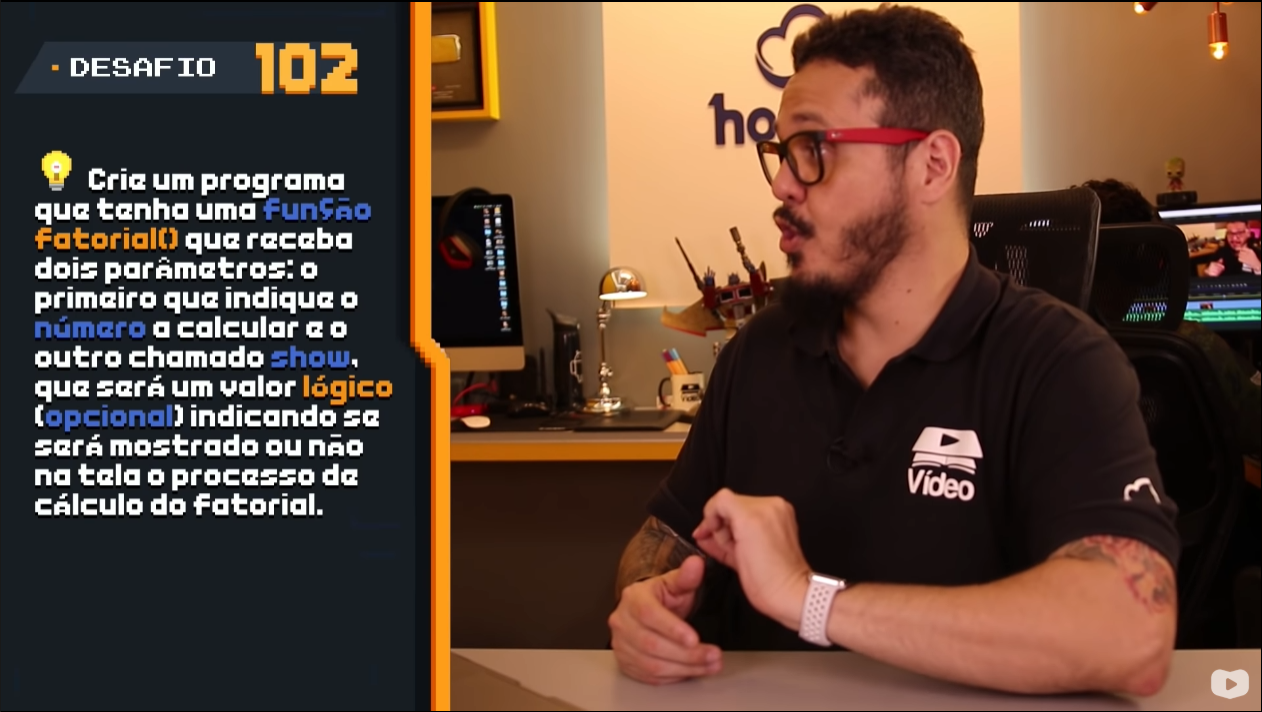 DESAFIO 102
Crie um programa
que tenha uma função
fatorial() que receba
dois parâmetros: o
primeiro que indique o
número a calcular e o
outro chamado show,
que será um valor lógico
(opcional) indicando se
será mostrado ou não
na tela o processo de
cálculo do fatorial.
ho
Vídeo